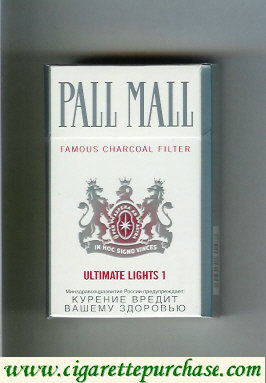 PALL MALL
FAMOUS CHARCOAL FILTER
IN HOC SIGNO VINCES
ULTIMATE LIGHTS 1
Минздравсоцразвития России предупреждает:
КУРЕНИЕ ВРЕДИТ
ВАШЕМУ ЗДОРОВЬЮ
www.cigarettepurchase.com